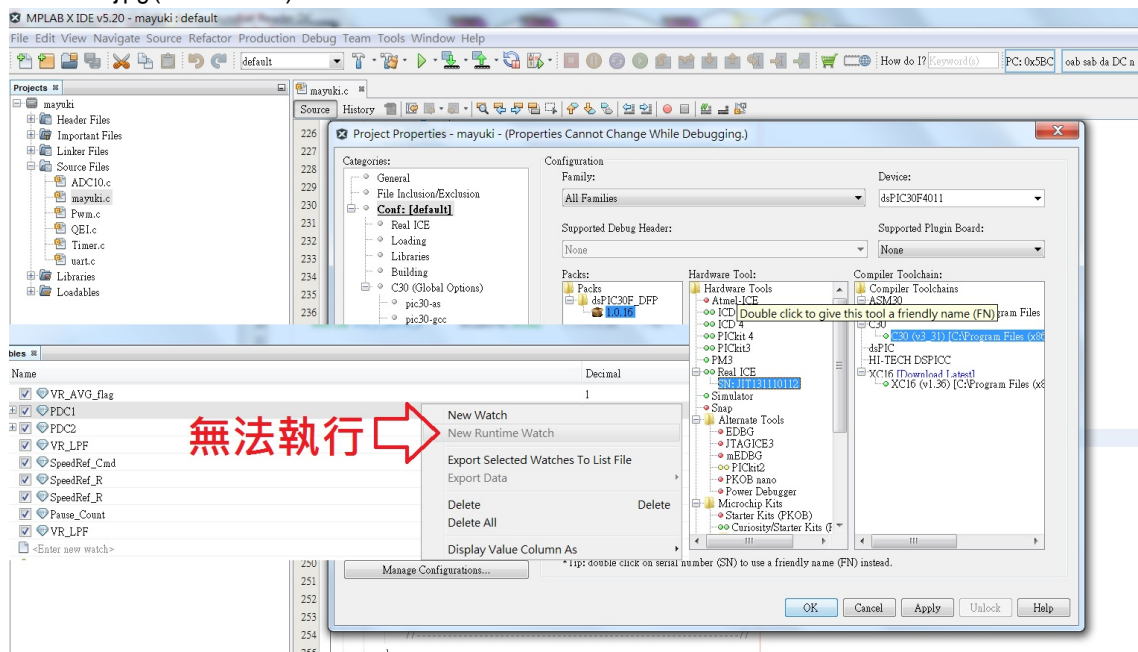 MPLAB X IDE v5.20 - mayuki : default
File Edit View Navigate Source Refactor Production Debug Team Tools Window Help
default
How do I?
Keyword(s)
PC: 0x5BC
oab sab da DC n
Projects
mayuki
Header Files
Important Files
Linker Files
Source Files
ADC10.c
mayuki.c
Pwm.c
QEI.c
Timer.c
uart.c
Libraries
Loadables
mayuki.c
Source
History
226
227
228
229
230
231
232
233
234
235
236
Project Properties - mayuki - (Properties Cannot Change While Debugging.)
Categories:
General
File Inclusion/Exclusion
Conf: [default]
Real ICE
Loading
Libraries
Building
C30 (Global Options)
pic30-as
pic30-gcc
Configuration
Family:
All Families
Device:
dsPIC30F4011
Supported Debug Header:
None
Supported Plugin Board:
None
Packs:
Packs
dsPIC30F_DFP
1.0.16
Hardware Tool:
Hardware Tools
Atmel-ICE
ICD
Double click to give this tool a friendly name (FN)
ICD 4
PICkit 4
PICkit3
PM3
Real ICE
SN: JIT131110112
Simulator
Snap
Alternate Tools
EDBG
JTAGICE3
mEDBG
PICkit2
PKOB nano
Power Debugger
Microchip Kits
Starter Kits (PKOB)
Curiosity/Starter Kits (F
Compiler Toolchain:
Compiler Toolchains
ASM30
gram Files
C30
C30 (v3_31) [C:\Program Files (x86
dsPIC
HI-TECH DSPICC
XC16 [Download Latest]
XC16 (v1.36) [C:\Program Files (x8
bles
Name
Decimal
VR_AVG_flag
1
PDC1
PDC2
VR_LPF
SpeedRef_Cmd
SpeedRef_R
SpeedRef_R
Pause_Count
VR_LPF
<Enter new watch>
無法執行
New Watch
New Runtime Watch
Export Selected Watches To List File
Export Data
Delete Delete
Delete All
Display Value Column As
250
251
252
253
254
Manage Configurations...
*Tip: double click on serial number (SN) to use a friendly name (FN) instead.
OK
Cancel
Apply
Unlock
Help
//------------------------------------------------------------//